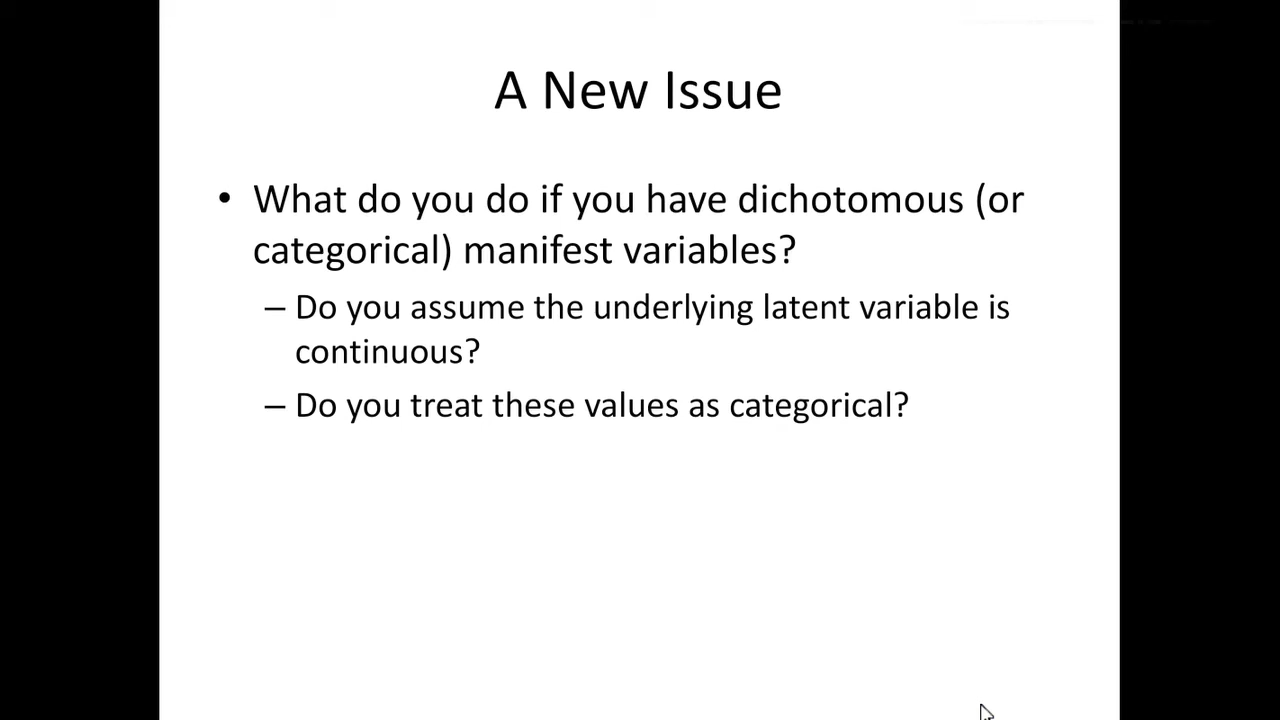 A New Issue
• What do you do if you have dichotomous (or
categorical) manifest variables?
– Do you assume the underlying latent variable is
continuous?
– Do you treat these values as categorical?